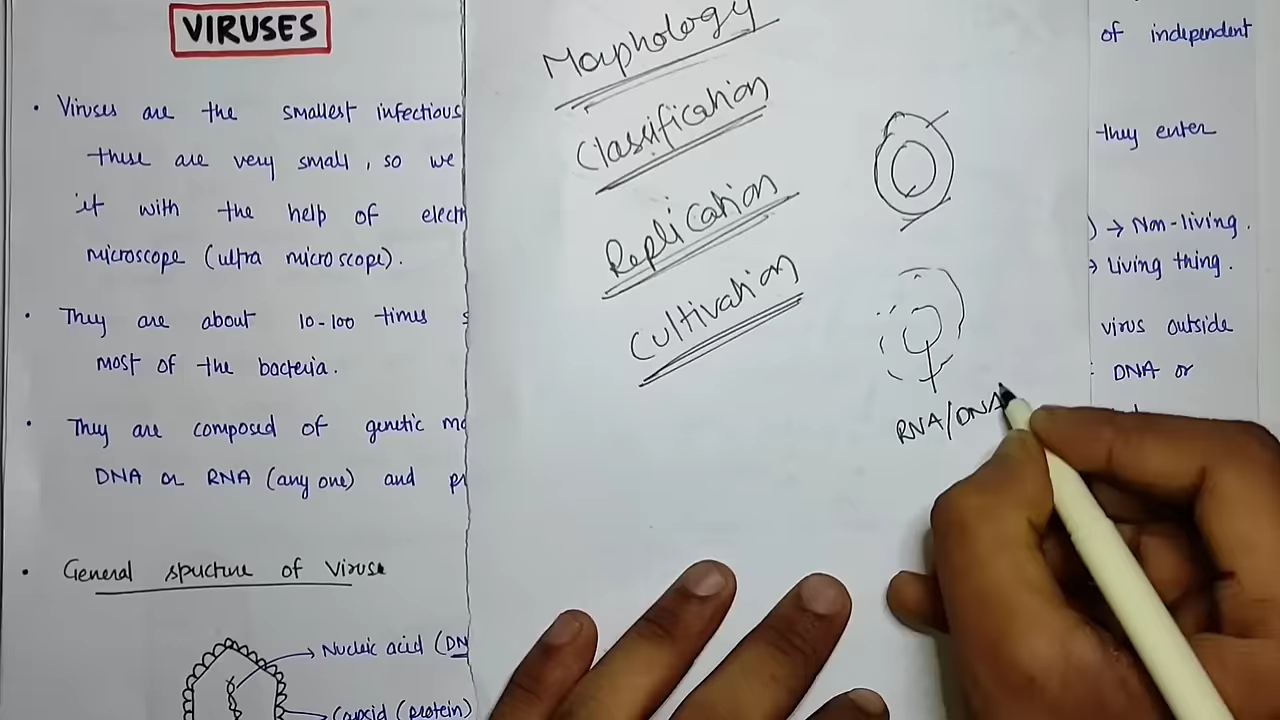 VIRUSES
• Viruses are the smallest infectious
these are very small, so we
it with the help of elect
microscope (ultra microscope).
• They are about 10-100 times
most of the bacteria.
• They are composed of genetic
DNA or RNA (any one) and
• General structure of Viruse
Nucleic acid (DN
Capsid (protein)
Morphology
Classification
Replication
Cultivation
RNA/DNA
of independent
they enter
) → Non-living.
→ Living thing.
virus outside
: DNA or